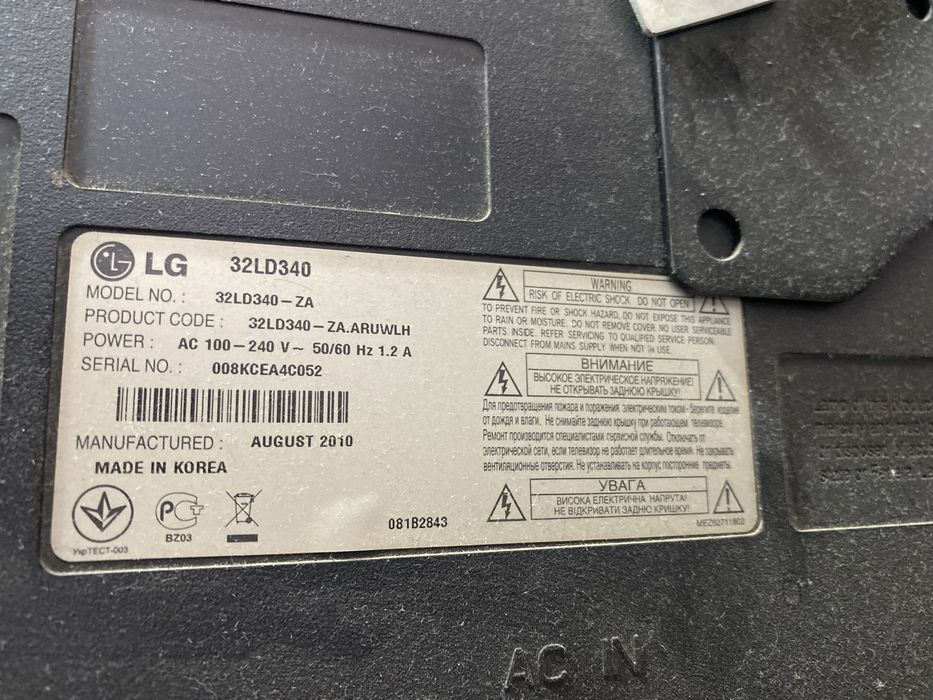 LG 32LD340
MODEL NO. : 32LD340-ZA
PRODUCT CODE : 32LD340-ZA.ARUWLH
POWER : AC 100-240 V~ 50/60 Hz 1.2 A
SERIAL NO. : 008KCEA4C052
MANUFACTURED : AUGUST 2010
MADE IN KOREA
УкрТЕСТ-003
РСТ
BZ03
081B2843
WARNING
RISK OF ELECTRIC SHOCK DO NOT OPEN
TO PREVENT FIRE OR SHOCK HAZARD, DO NOT EXPOSE THIS APPLIANCE
TO RAIN OR MOISTURE. DO NOT REMOVE COVER. NO USER SERVICEABLE
PARTS INSIDE. REFER SERVICING TO QUALIFIED SERVICE PERSON.
DISCONNECT FROM MAINS SUPPLY WHEN NOT IN USE.
ВНИМАНИЕ
ВЫСОКОЕ ЭЛЕКТРИЧЕСКОЕ НАПРЯЖЕНИЕ!
НЕ ОТКРЫВАТЬ ЗАДНЮЮ КРЫШКУ!
Для предотвращения пожара и поражения электрическим током - берегите изделие
от дождя и влаги. Не снимайте заднюю крышку при работающем телевизоре.
Ремонт производится специалистами сервисной службы. Отключать от
электрической сети, если телевизор не работает длительное время. Не закрывать
вентиляционные отверстия. Не устанавливать на корпус посторонние предметы.
УВАГА
ВИСОКА ЕЛЕКТРИЧНА НАПРУГА!
НЕ ВІДКРИВАТИ ЗАДНЮ КРИШКУ!
MEZ62711802
AC IN